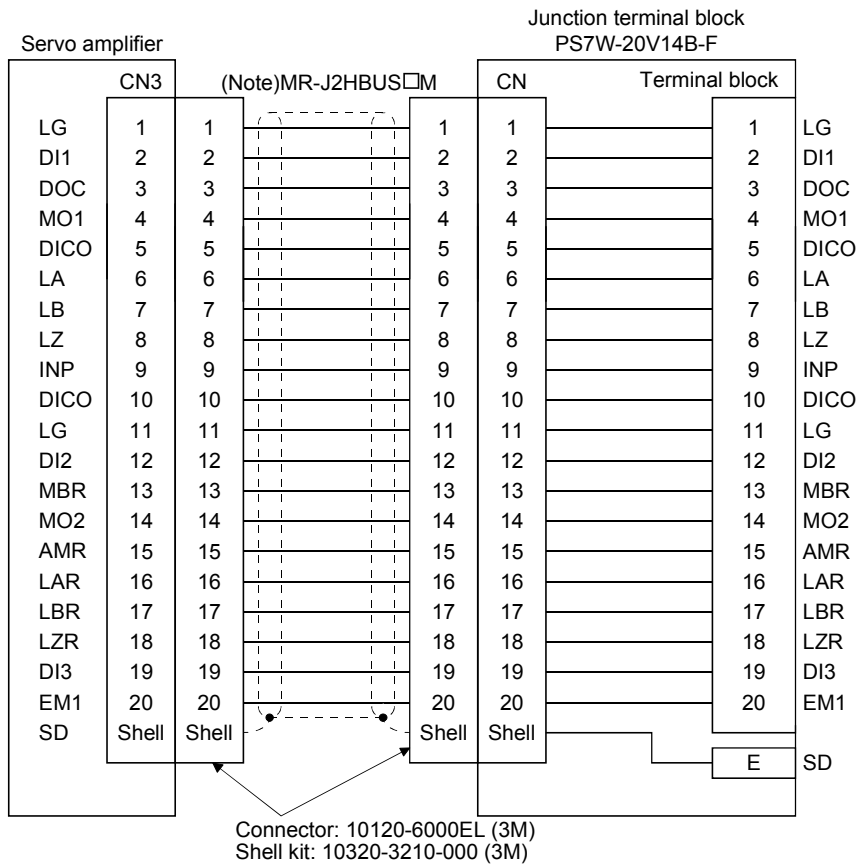 Junction terminal block
Servo amplifier PS7W-20V14B-F
CN3 (Note)MR-J2HBUS□M CN Terminal block
LG 1 1 1 1 1 LG
DI1 2 2 2 2 2 DI1
DOC 3 3 3 3 3 DOC
MO1 4 4 4 4 4 MO1
DICO 5 5 5 5 5 DICO
LA 6 6 6 6 6 LA
LB 7 7 7 7 7 LB
LZ 8 8 8 8 8 LZ
INP 9 9 9 9 9 INP
DICO 10 10 10 10 10 DICO
LG 11 11 11 11 11 LG
DI2 12 12 12 12 12 DI2
MBR 13 13 13 13 13 MBR
MO2 14 14 14 14 14 MO2
AMR 15 15 15 15 15 AMR
LAR 16 16 16 16 16 LAR
LBR 17 17 17 17 17 LBR
LZR 18 18 18 18 18 LZR
DI3 19 19 19 19 19 DI3
EM1 20 20 20 20 20 EM1
SD Shell Shell Shell Shell
E SD
Connector: 10120-6000EL (3M)
Shell kit: 10320-3210-000 (3M)